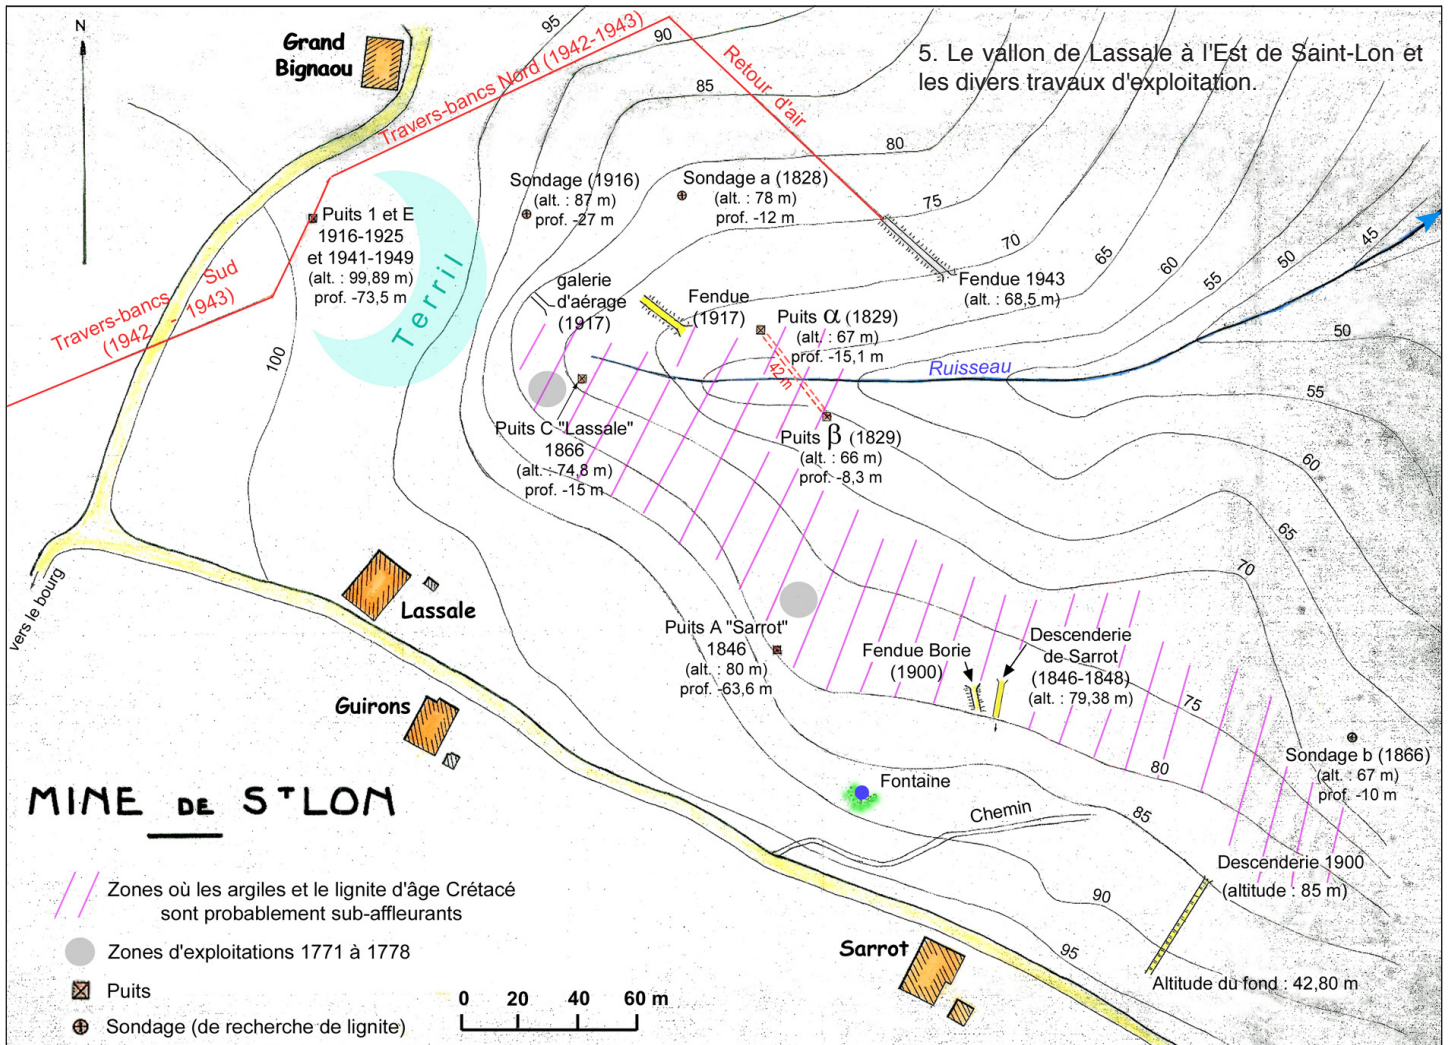 5. Le vallon de Lassale à l'Est de Saint-Lon et
les divers travaux d'exploitation.
N
Grand
Bignaou
Travers-bancs Nord (1942-1943)
Retour d'air
95
90
85
80
75
70
65
60
55
50
45
Sondage (1916)
(alt. : 87 m)
prof. -27 m
Sondage a (1828)
(alt. : 78 m)
prof. -12 m
Puits 1 et E
1916-1925
et 1941-1949
(alt. : 99,89 m)
prof. -73,5 m
Terril
Travers-bancs Sud
(1942 - 1943)
100
galerie
d'aérage
(1917)
Fendue
(1917)
Fendue 1943
(alt. : 68,5 m)
Puits α (1829)
(alt. : 67 m)
prof. -15,1 m
42 m
Ruisseau
50
55
60
65
70
75
80
85
90
95
Puits C "Lassale"
1866
(alt. : 74,8 m)
prof. -15 m
Puits β (1829)
(alt. : 66 m)
prof. -8,3 m
vers le bourg
Lassale
Guirons
Puits A "Sarrot"
1846
(alt. : 80 m)
prof. -63,6 m
Fendue Borie
(1900)
Descenderie
de Sarrot
(1846-1848)
(alt. : 79,38 m)
Sondage b (1866)
(alt. : 67 m)
prof. -10 m
Fontaine
Chemin
Descenderie 1900
(altitude : 85 m)
Altitude du fond : 42,80 m
Sarrot
MINE DE ST LON
Zones où les argiles et le lignite d'âge Crétacé
sont probablement sub-affleurants
Zones d'exploitations 1771 à 1778
Puits
Sondage (de recherche de lignite)
0 20 40 60 m